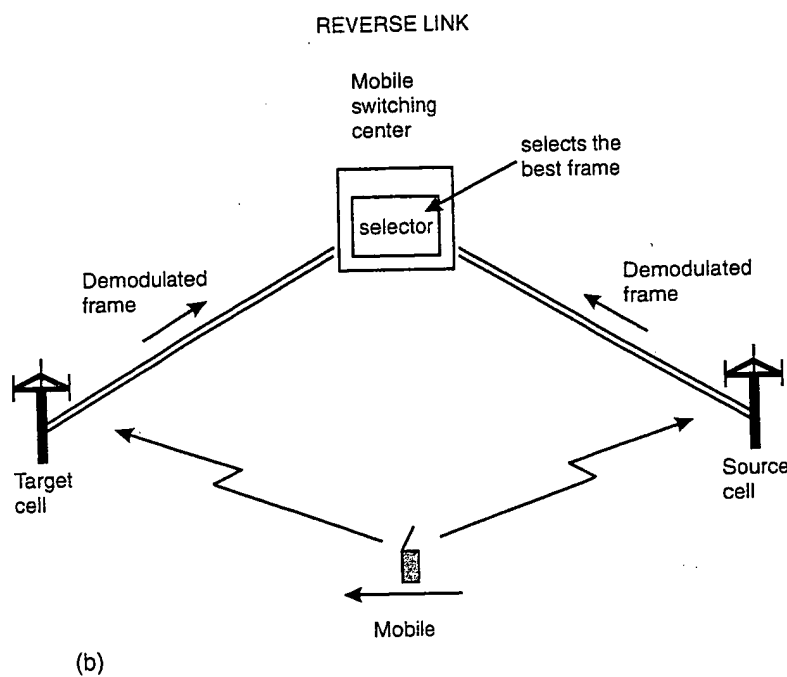 REVERSE LINK
Mobile
switching
center
selects the
best frame
selector
Demodulated
frame
Demodulated
frame
Target
cell
Source
cell
Mobile
(b)